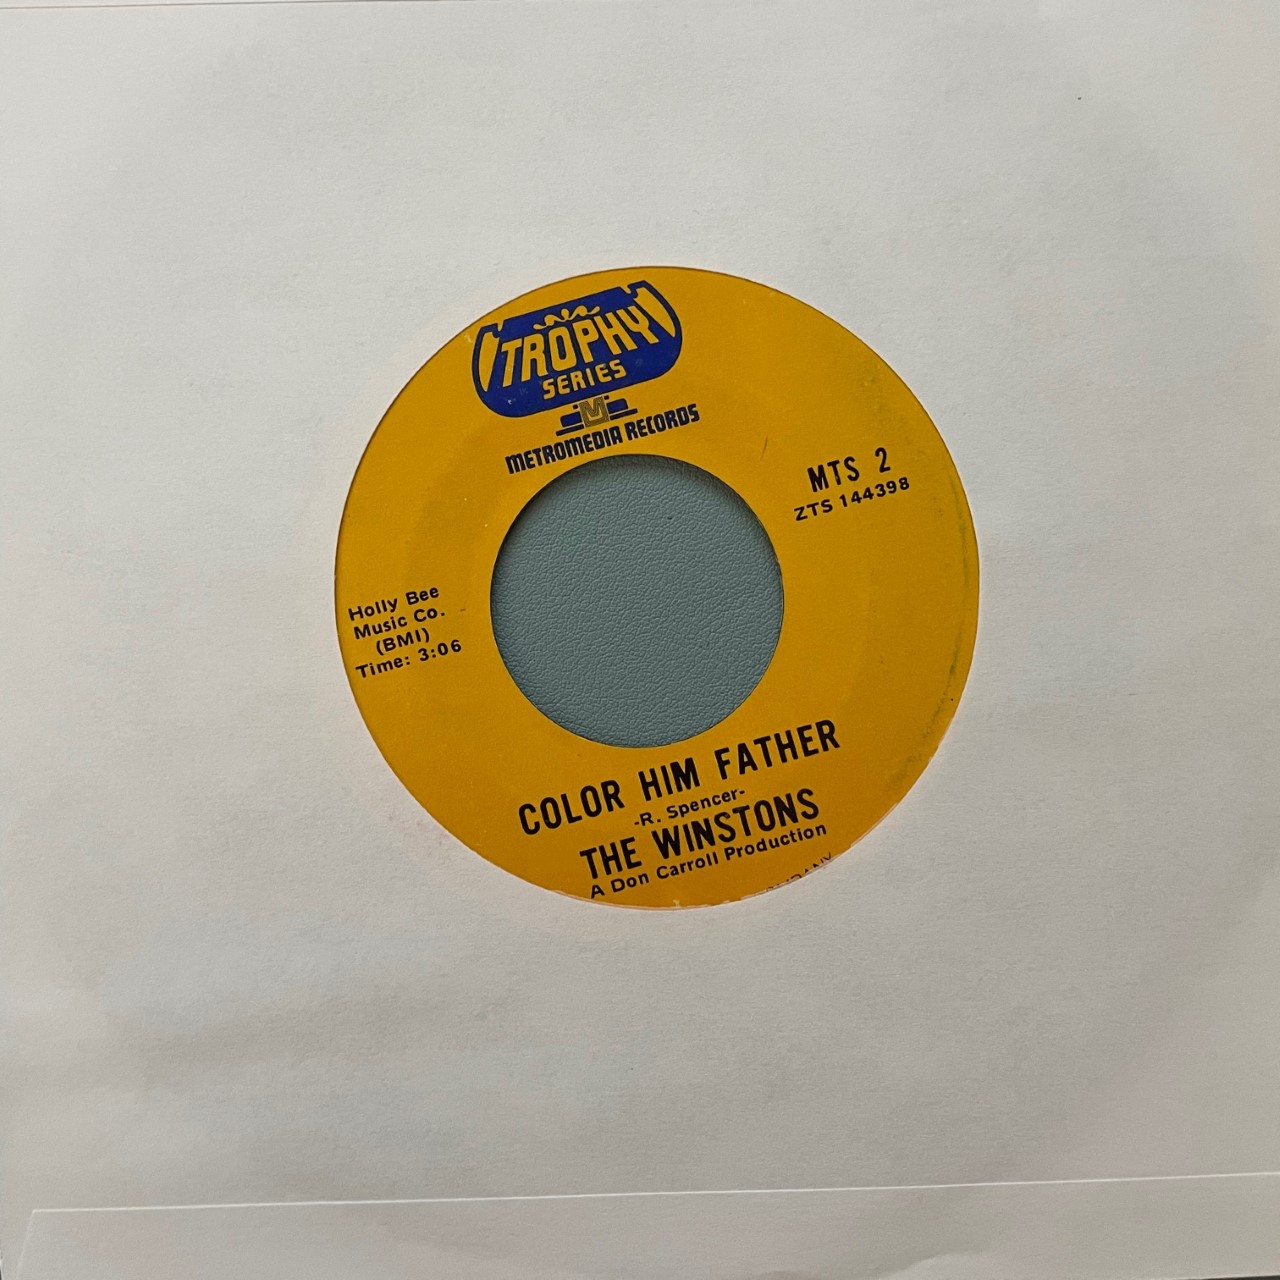 TROPHY
SERIES
M
METROMEDIA RECORDS
MTS 2
ZTS 144398
Holly Bee
Music Co.
(BMI)
Time: 3:06
COLOR HIM FATHER
-R. Spencer-
THE WINSTONS
A Don Carroll Production